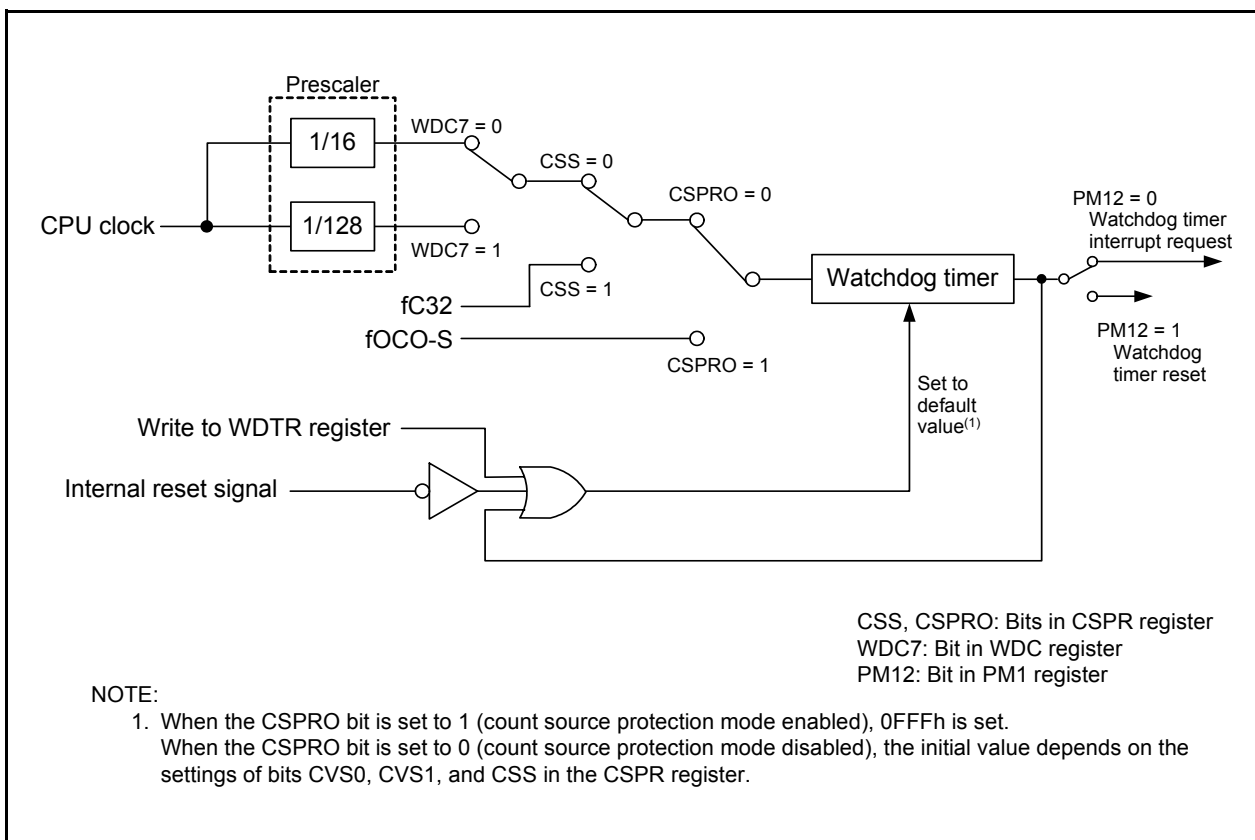 Prescaler
1/16
WDC7 = 0
CSS = 0
CSPRO = 0
PM12 = 0
Watchdog timer
interrupt request
CPU clock
1/128
WDC7 = 1
CSS = 1
fC32
Watchdog timer
fOCO-S
CSPRO = 1
PM12 = 1
Watchdog
timer reset
Set to
default
value(1)
Write to WDTR register
Internal reset signal
CSS, CSPRO: Bits in CSPR register
WDC7: Bit in WDC register
PM12: Bit in PM1 register
NOTE:
1. When the CSPRO bit is set to 1 (count source protection mode enabled), 0FFFh is set.
When the CSPRO bit is set to 0 (count source protection mode disabled), the initial value depends on the
settings of bits CVS0, CVS1, and CSS in the CSPR register.